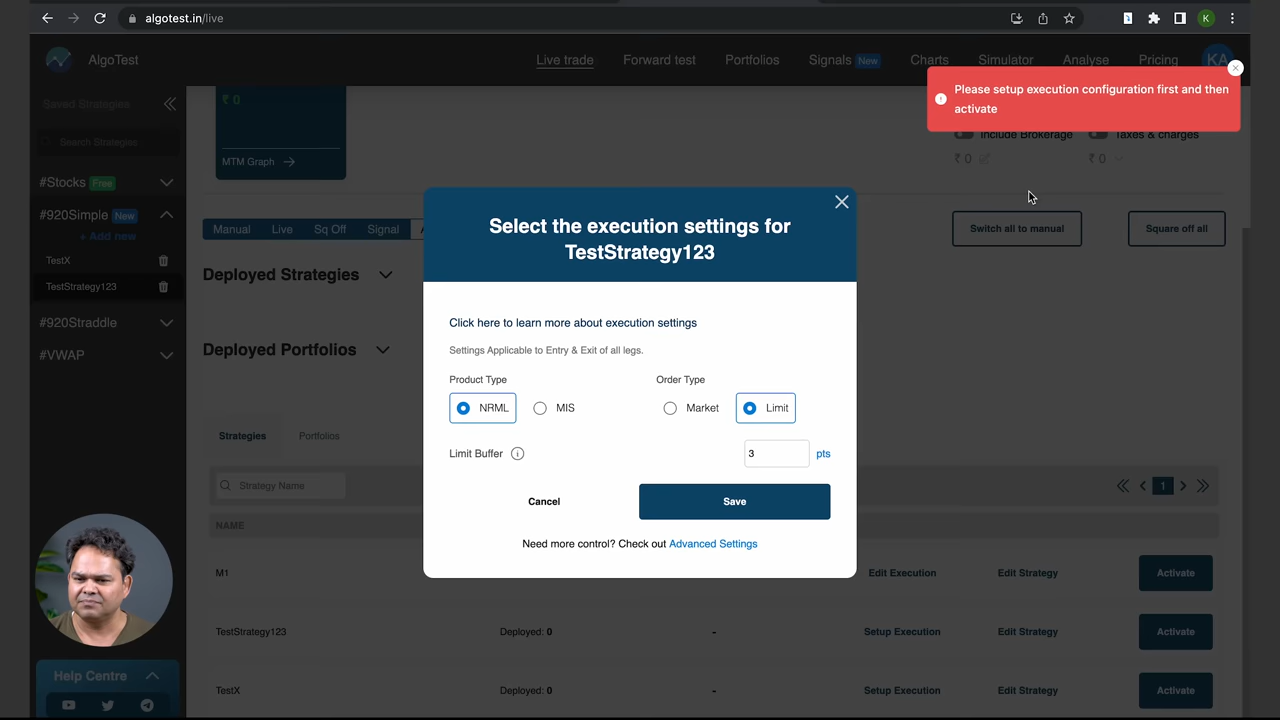 algotest.in/live
K
AlgoTest
Live trade
Forward test
Portfolios
Signals New
Charts
Simulator
Analyse
Pricing
KA
Please setup execution configuration first and then
activate
Saved Strategies
Search Strategies
#Stocks Free
#920Simple New
+ Add new
TestX
TestStrategy123
#920Straddle
#VWAP
₹ 0
MTM Graph
Include Brokerage
Taxes & charges
₹ 0
₹ 0
Manual
Live
Sq Off
Signal
Switch all to manual
Square off all
Deployed Strategies
Deployed Portfolios
Select the execution settings for
TestStrategy123
Click here to learn more about execution settings
Settings Applicable to Entry & Exit of all legs.
Product Type
Order Type
NRML
MIS
Market
Limit
Limit Buffer
3
pts
Cancel
Save
Need more control? Check out Advanced Settings
Strategies
Portfolios
Strategy Name
1
NAME
M1
Edit Execution
Edit Strategy
Activate
TestStrategy123
Deployed: 0
-
Setup Execution
Edit Strategy
Activate
TestX
Deployed: 0
-
Setup Execution
Edit Strategy
Activate
Help Centre